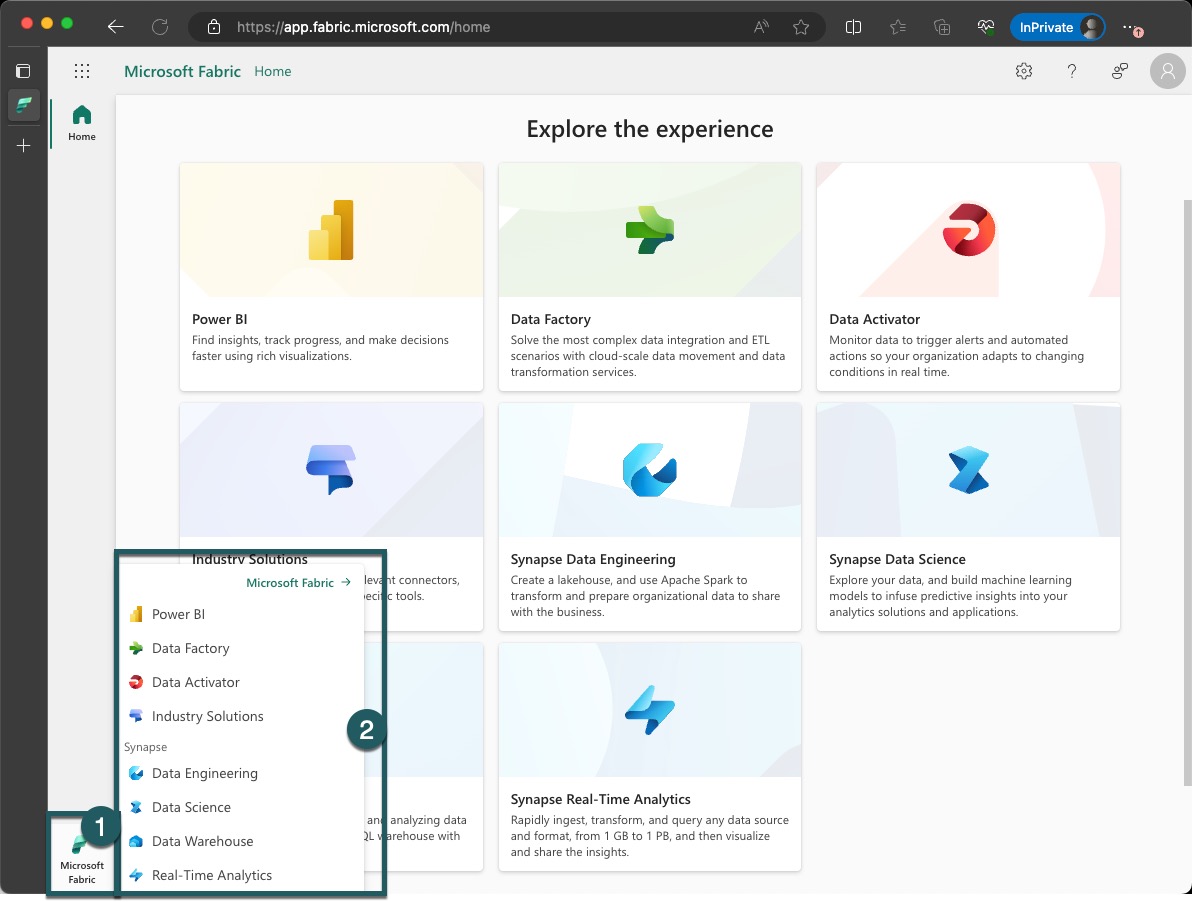 https://app.fabric.microsoft.com/home
InPrivate
Microsoft Fabric Home
Home
Explore the experience
Power BI
Find insights, track progress, and make decisions
faster using rich visualizations.
Data Factory
Solve the most complex data integration and ETL
scenarios with cloud-scale data movement and data
transformation services.
Data Activator
Monitor data to trigger alerts and automated
actions so your organization adapts to changing
conditions in real time.
Industry Solutions
connectors,
tools.
Synapse Data Engineering
Create a lakehouse, and use Apache Spark to
transform and prepare organizational data to share
with the business.
Synapse Data Science
Explore your data, and build machine learning
models to infuse predictive insights into your
analytics solutions and applications.
and analyzing data
warehouse with
Synapse Real-Time Analytics
Rapidly ingest, transform, and query any data source
and format, from 1 GB to 1 PB, and then visualize
and share the insights.
Microsoft Fabric →
Power BI
Data Factory
Data Activator
Industry Solutions
Synapse
Data Engineering
Data Science
Data Warehouse
Real-Time Analytics
2
1
Microsoft
Fabric